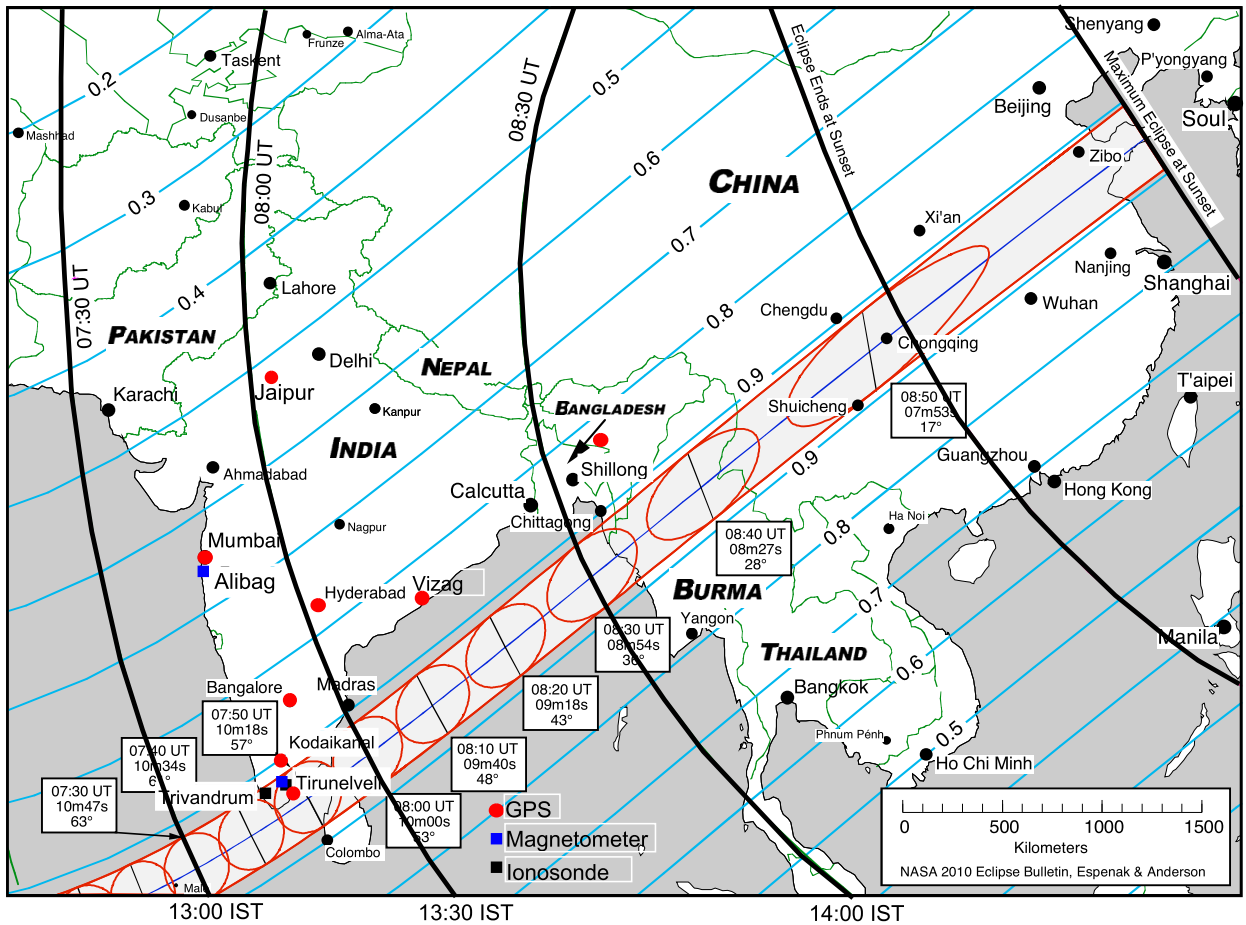 Shenyang
Frunze
Alma-Ata
Taskent
P'yongyang
0.2
0.5
08:30 UT
Eclipse Ends at Sunset
Maximum Eclipse at Sunset
Beijing
Soul
Dusanbe
Mashhad
08:00 UT
0.6
CHINA
Zibo
0.3
Kabul
Xi'an
0.7
07:30 UT
Lahore
0.4
Nanjing
Shanghai
Chengdu
0.8
Wuhan
PAKISTAN
Delhi
NEPAL
Chongqing
Jaipur
0.9
T'aipei
Karachi
Kanpur
BANGLADESH
Shuicheng
08:50 UT
07m53s
17°
INDIA
Guangzhou
Ahmadabad
Shillong
0.9
Calcutta
Hong Kong
Chittagong
Nagpur
Ha Noi
0.8
Mumbai
08:40 UT
08m27s
28°
Alibag
Hyderabad
Vizag
BURMA
0.7
Yangon
08:30 UT
08m54s
36°
Manila
THAILAND
0.6
Bangalore
Madras
Bangkok
08:20 UT
09m18s
43°
07:50 UT
10m18s
57°
Phnum Pénh
0.5
Kodaikanal
07:40 UT
10m34s
08:10 UT
09m40s
48°
Ho Chi Minh
Tirunelveli
Trivandrum
07:30 UT
10m47s
63°
08:00 UT
10m00s
53°
GPS
Magnetometer
Ionosonde
Colombo
Male
0 500 1000 1500
Kilometers
NASA 2010 Eclipse Bulletin, Espenak & Anderson
13:00 IST
13:30 IST
14:00 IST